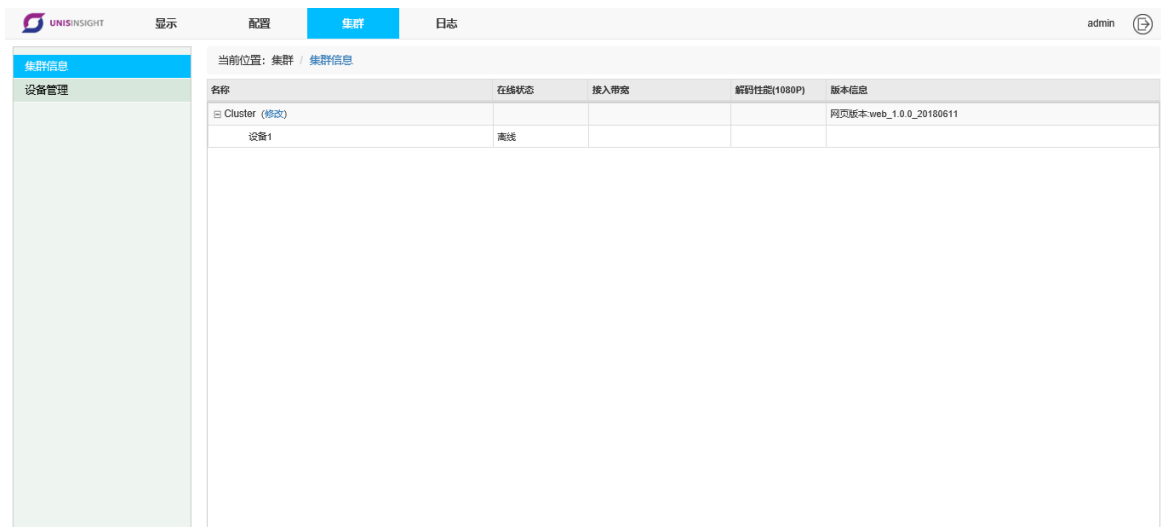 UNISINSIGHT 显示 配置 集群 日志 admin
集群信息
设备管理
当前位置：集群 / 集群信息
名称 在线状态 接入带宽 解码性能(1080P) 版本信息
Cluster (修改) 网页版本:web_1.0.0_20180611
设备1 离线